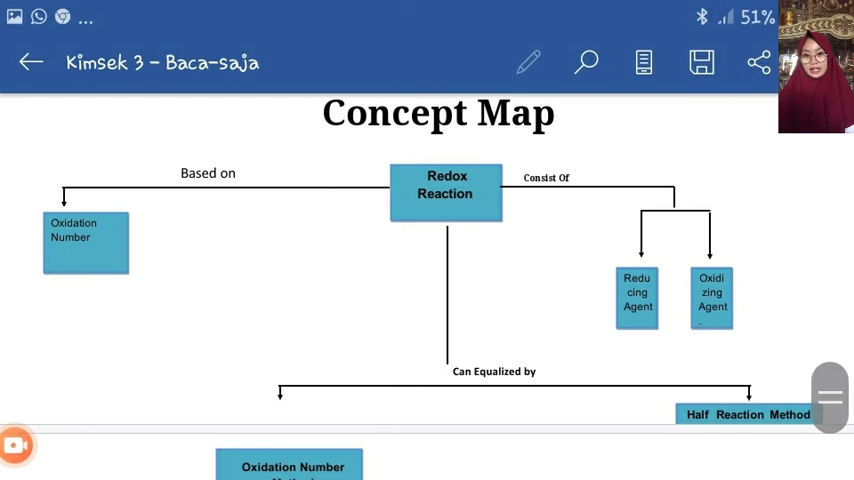 ... 51%
Kimsek 3 – Baca-saja
Concept Map
Based on
Redox
Reaction
Consist Of
Oxidation
Number
Redu
cing
Agent
Oxidi
zing
Agent
.
Can Equalized by
Half Reaction Method
Oxidation Number